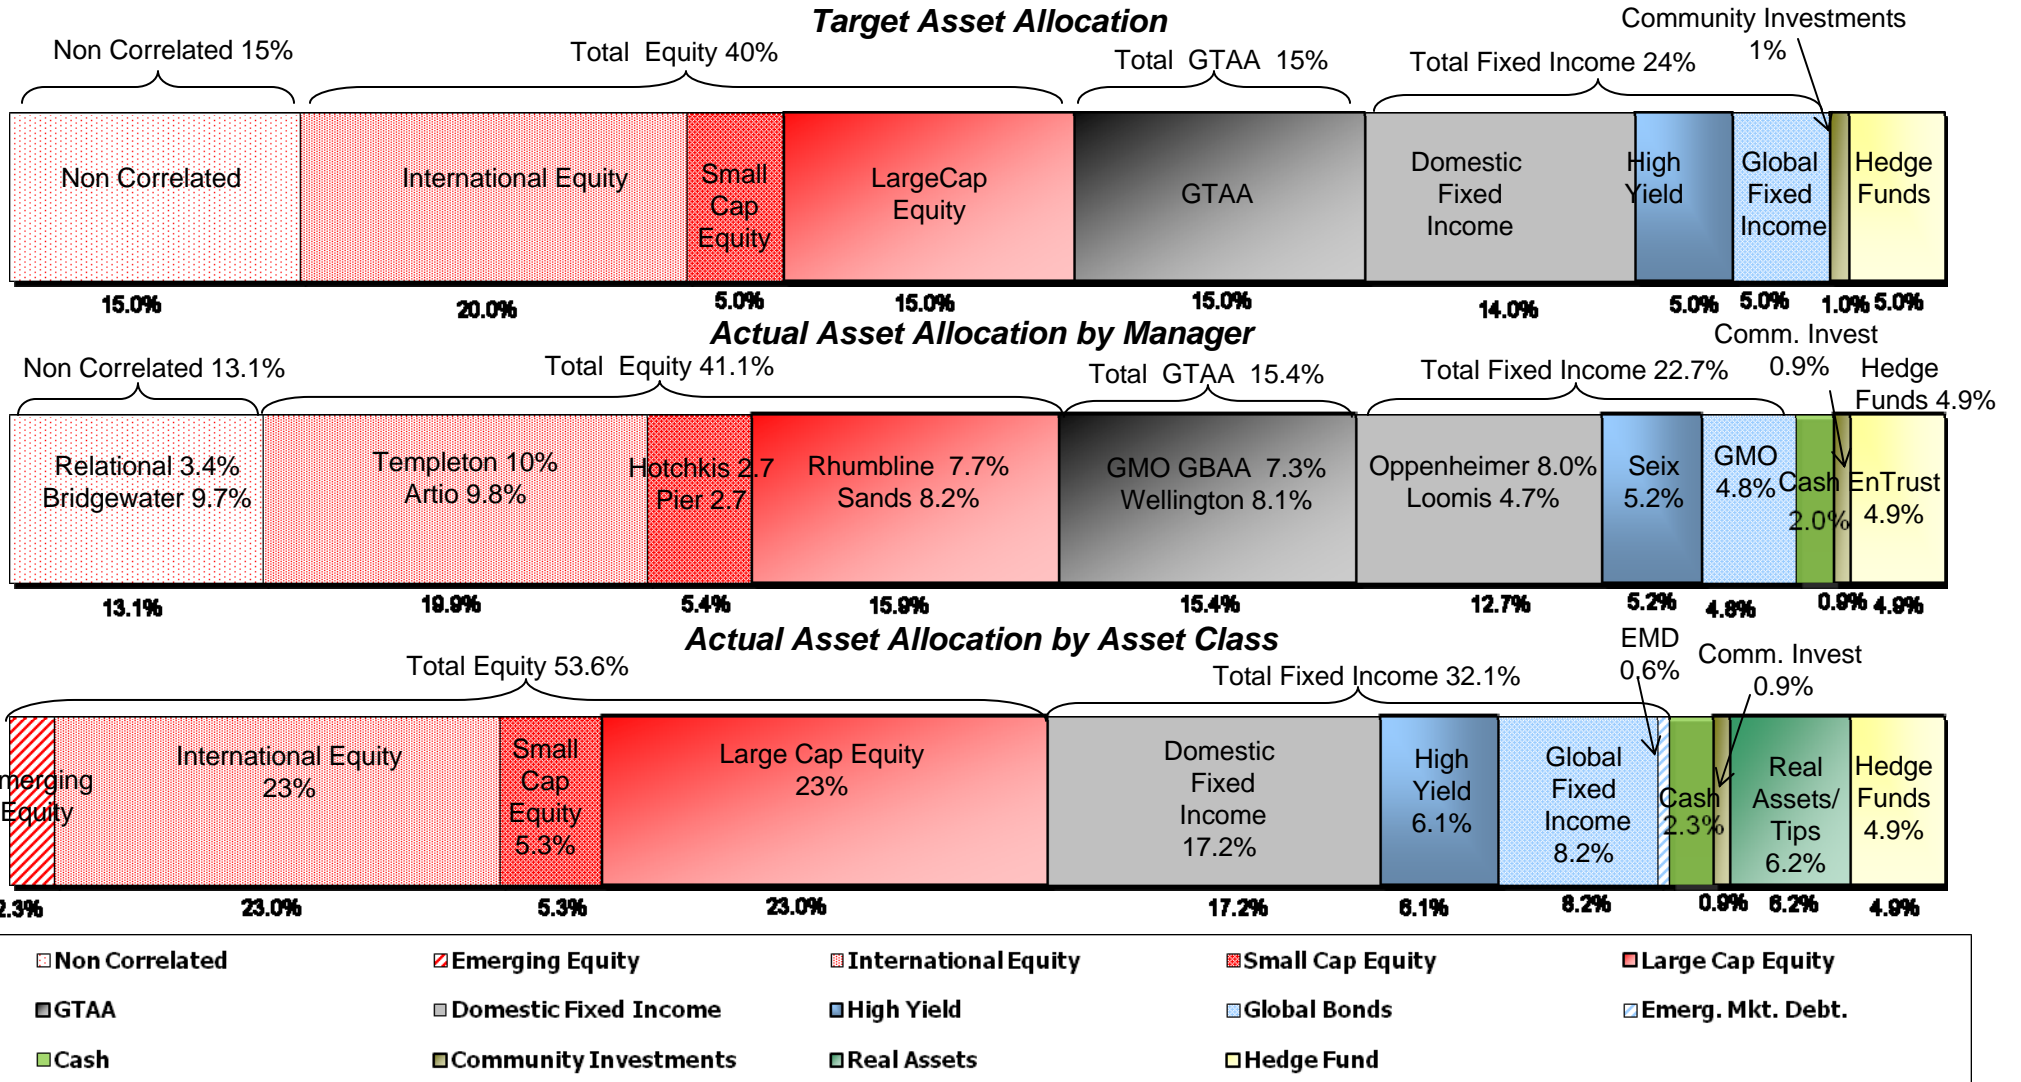 Target Asset Allocation
Community Investments
1%
Non Correlated 15%
Total Equity 40%
Total GTAA 15%
Total Fixed Income 24%
Non Correlated
International Equity
Small
Cap
Equity
LargeCap
Equity
GTAA
Domestic
Fixed
Income
High
Yield
Global
Fixed
Income
Hedge
Funds
15.0%
20.0%
5.0%
15.0%
15.0%
14.0%
5.0%
5.0%
1.0%
5.0%
Actual Asset Allocation by Manager
Non Correlated 13.1%
Total Equity 41.1%
Total GTAA 15.4%
Total Fixed Income 22.7%
Comm. Invest
0.9%
Hedge
Funds 4.9%
Relational 3.4%
Bridgewater 9.7%
Templeton 10%
Artio 9.8%
Hotchkis 2.7
Pier 2.7
Rhumbline 7.7%
Sands 8.2%
GMO GBAA 7.3%
Wellington 8.1%
Oppenheimer 8.0%
Loomis 4.7%
Seix
5.2%
GMO
4.8%
Cash
2.0%
EnTrust
4.9%
13.1%
19.9%
5.4%
15.9%
15.4%
12.7%
5.2%
4.8%
0.9%
4.9%
Actual Asset Allocation by Asset Class
Total Equity 53.6%
Total Fixed Income 32.1%
EMD
0.6%
Comm. Invest
0.9%
merging
Equity
International Equity
23%
Small
Cap
Equity
5.3%
Large Cap Equity
23%
Domestic
Fixed
Income
17.2%
High
Yield
6.1%
Global
Fixed
Income
8.2%
Cash
2.3%
Real
Assets/
Tips
6.2%
Hedge
Funds
4.9%
2.3%
23.0%
5.3%
23.0%
17.2%
6.1%
8.2%
0.9%
6.2%
4.9%
Non Correlated
Emerging Equity
International Equity
Small Cap Equity
Large Cap Equity
GTAA
Domestic Fixed Income
High Yield
Global Bonds
Emerg. Mkt. Debt.
Cash
Community Investments
Real Assets
Hedge Fund